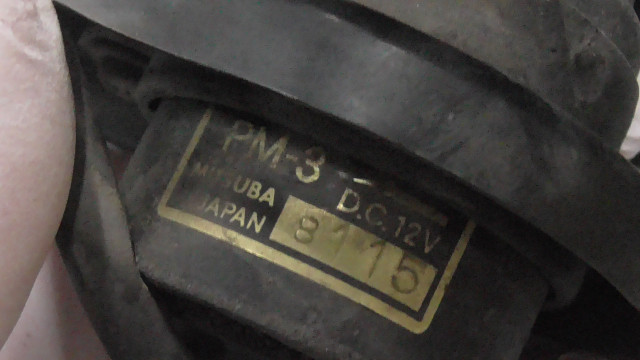 PM-3
D.C. 12V
MITSUBA
JAPAN
8115